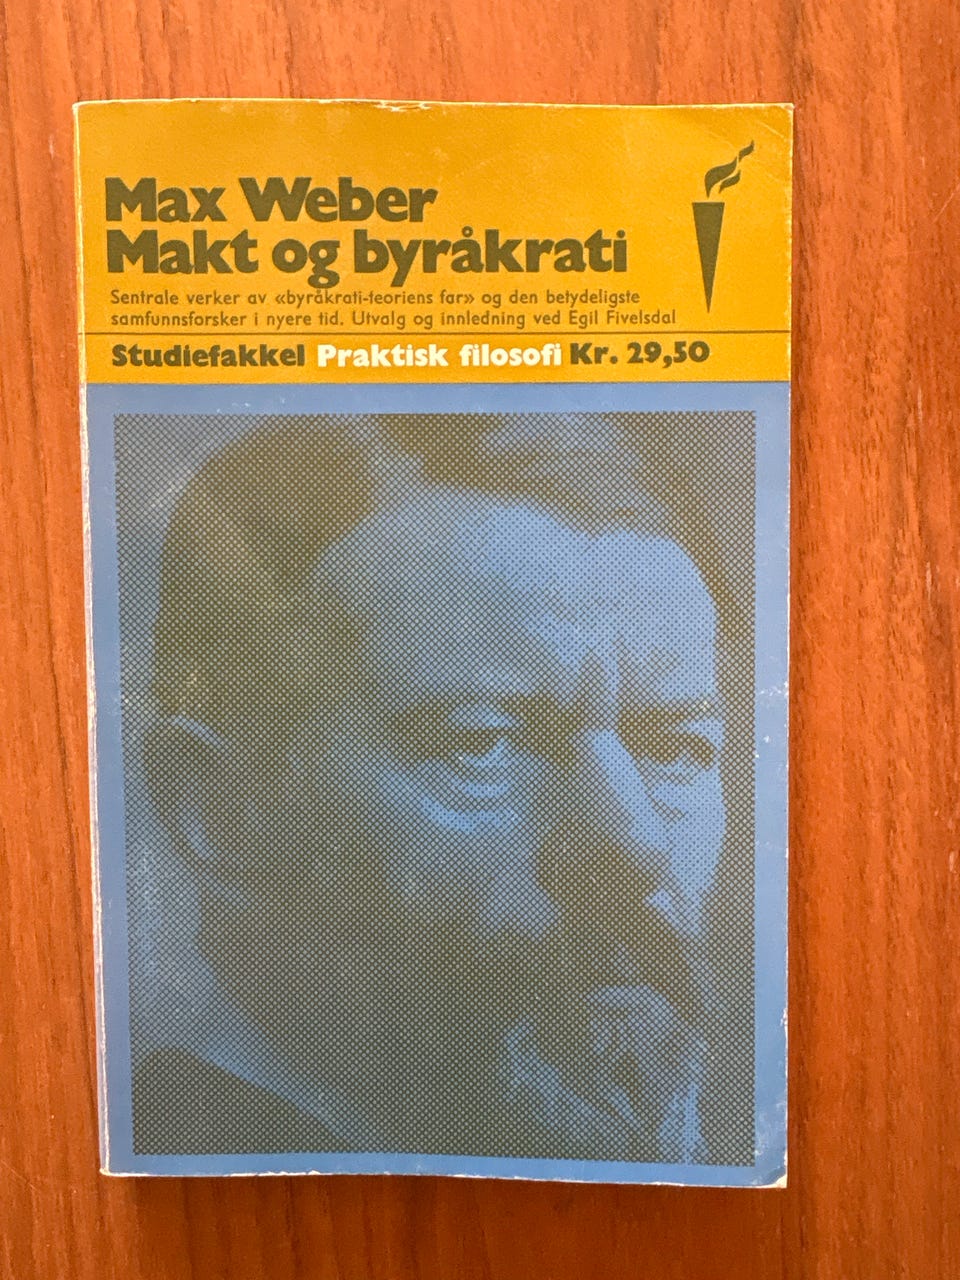 Max Weber
Makt og byråkrati
Sentrale verker av «byråkrati-teoriens far» og den betydeligste
samfunnsforsker i nyere tid. Utvalg og innledning ved Egil Fivelsdal
Studiefakkel Praktisk filosofi Kr. 29,50